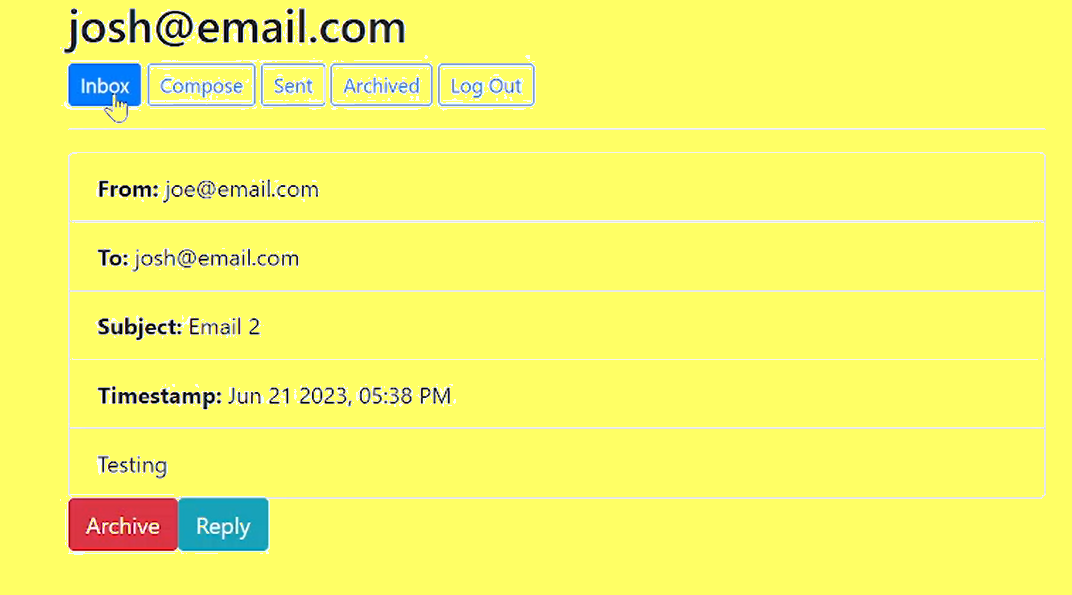 josh@email.com
Inbox Compose Sent Archived Log Out
From: joe@email.com
To: josh@email.com
Subject: Email 2
Timestamp: Jun 21 2023, 05:38 PM
Testing
Archive Reply